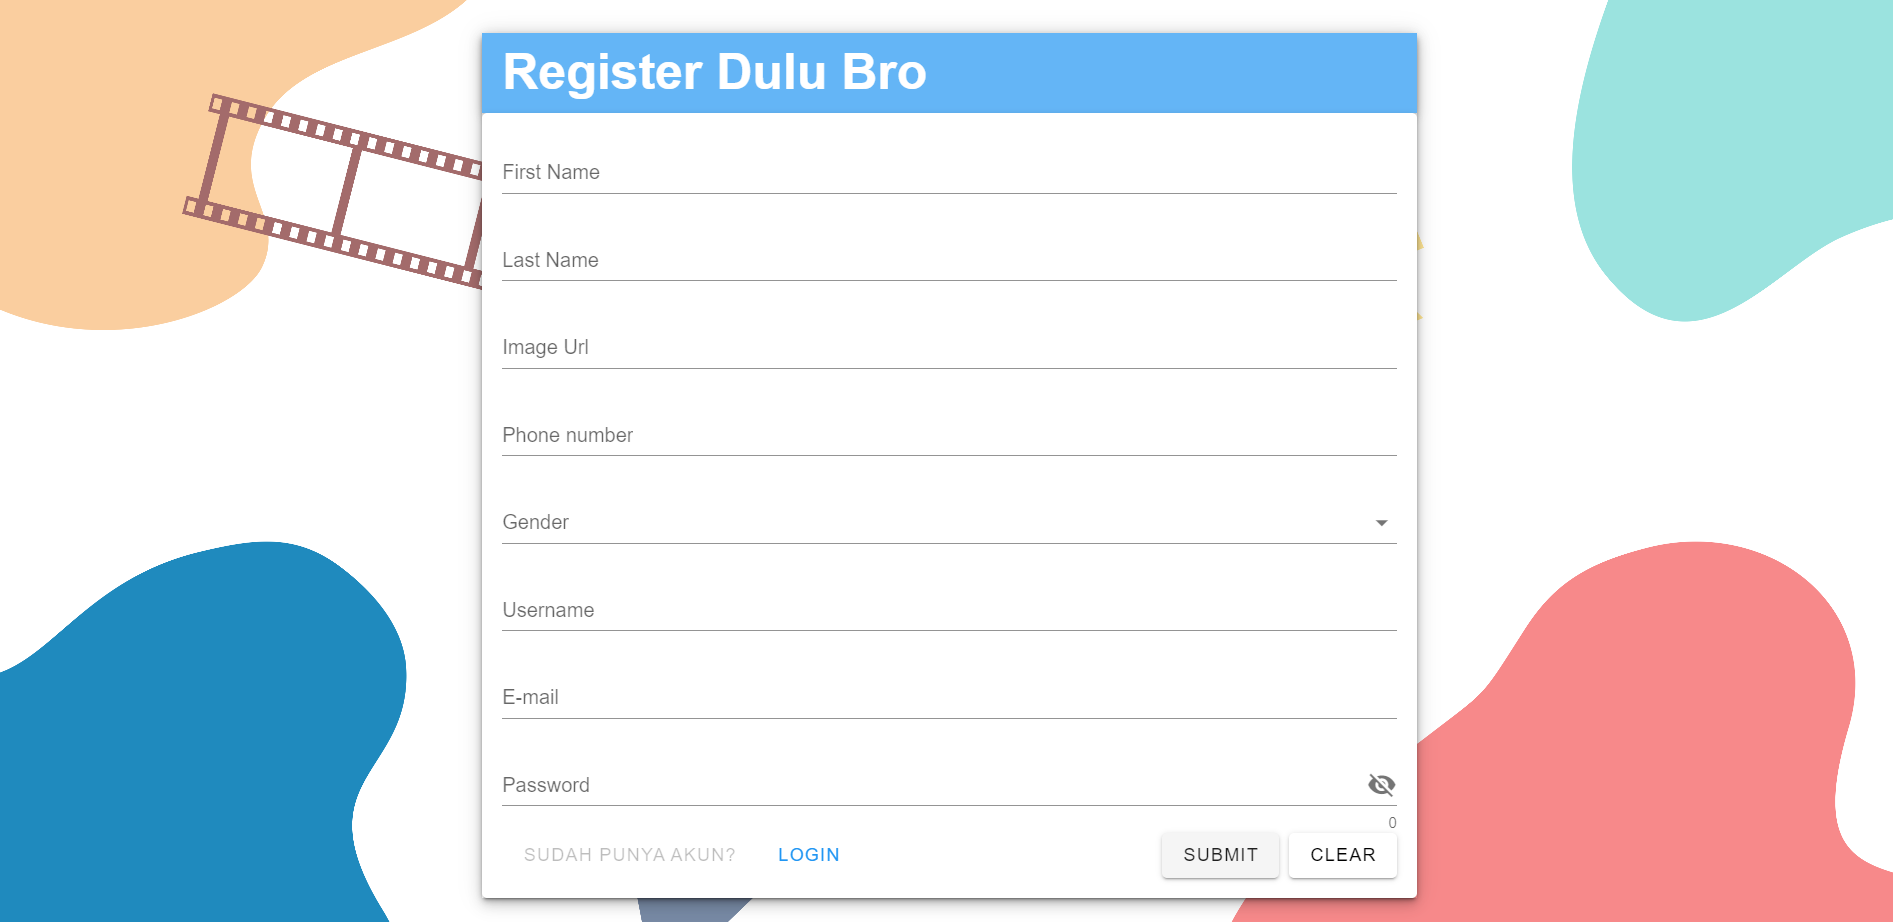 Register Dulu Bro
First Name
Last Name
Image Url
Phone number
Gender
Username
E-mail
Password
0
SUDAH PUNYA AKUN? LOGIN SUBMIT CLEAR